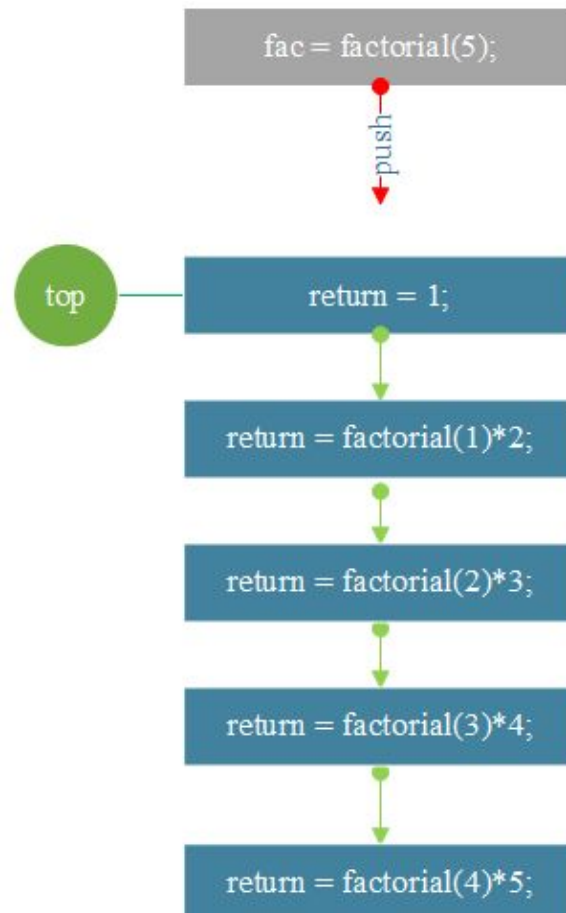 fac = factorial(5);
push
top
return = 1;
return = factorial(1)*2;
return = factorial(2)*3;
return = factorial(3)*4;
return = factorial(4)*5;